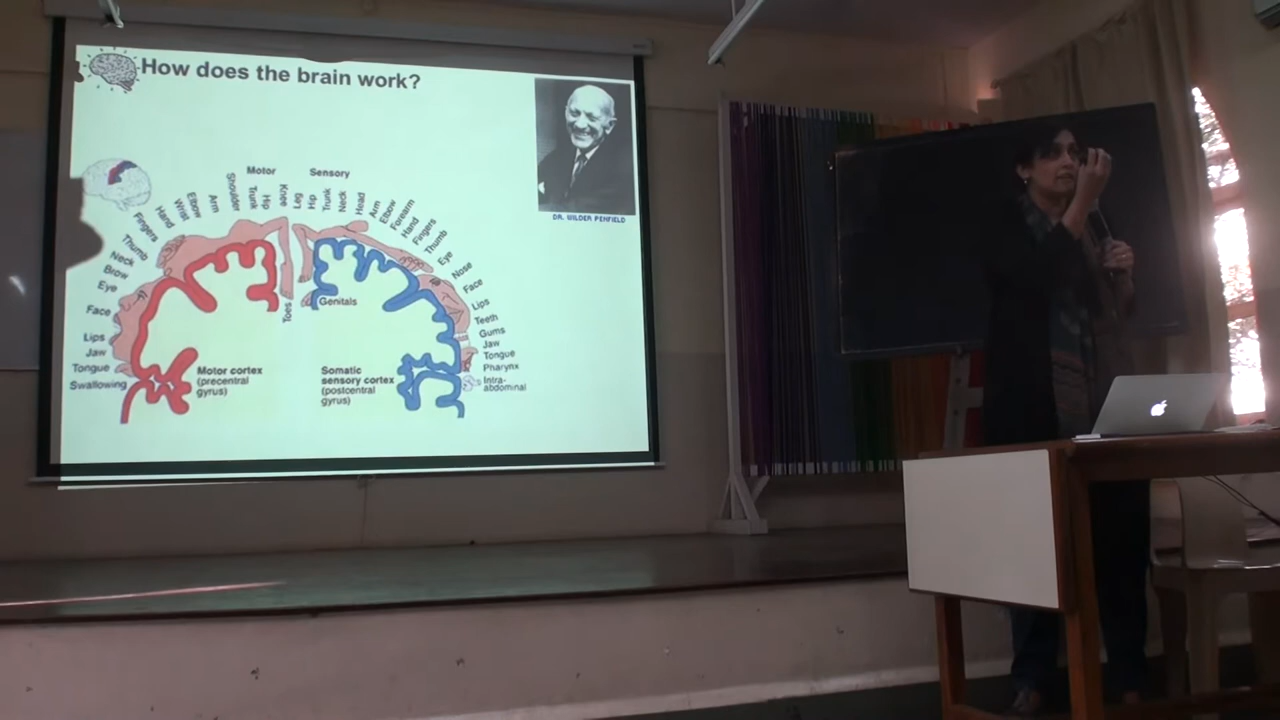 How does the brain work?
DR. WILDER PENFIELD
Motor
Sensory
Swallowing
Tongue
Jaw
Lips
Face
Eye
Brow
Neck
Thumb
Fingers
Hand
Wrist
Elbow
Arm
Shoulder
Trunk
Hip
Knee
Toes
Leg
Hip
Trunk
Neck
Head
Arm
Elbow
Forearm
Hand
Fingers
Thumb
Eye
Nose
Face
Lips
Teeth
Gums
Jaw
Tongue
Pharynx
Intra-
abdominal
Genitals
Motor cortex
(precentral
gyrus)
Somatic
sensory cortex
(postcentral
gyrus)